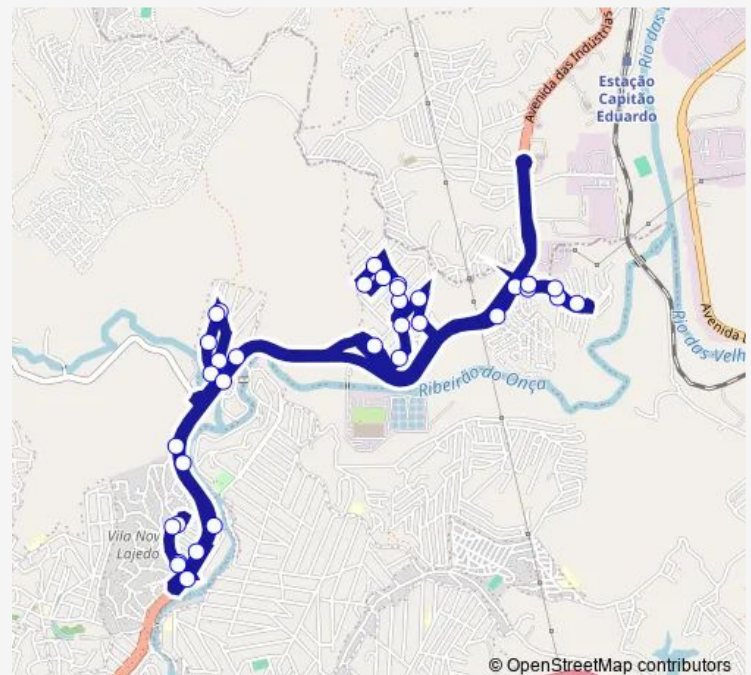 Avenida das Indústrias
Rio das
Estação
Capitão
Eduardo
Avenida
Rio das Velh
Ribeirão do Onça
Vila Nov
Lajedo
© OpenStreetMap contributors